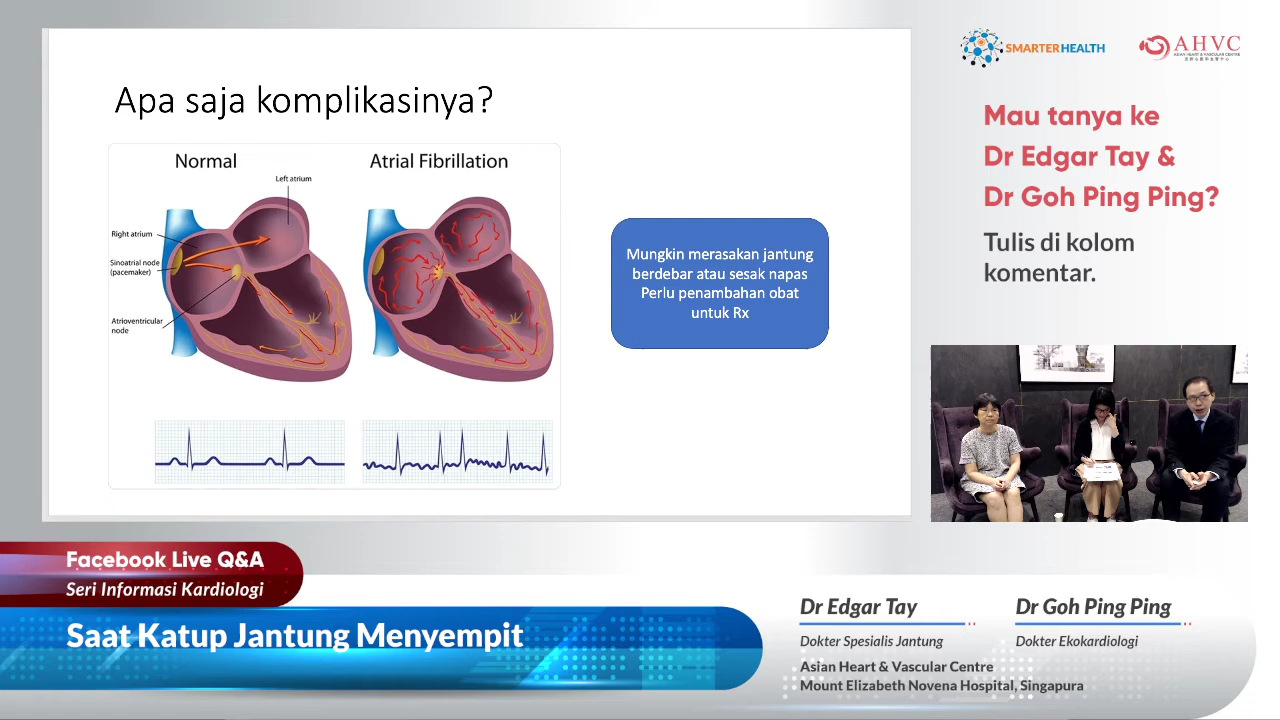 Apa saja komplikasinya?
Normal
Atrial Fibrillation
Left atrium
Right atrium
Sinoatrial node
(pacemaker)
Atrioventricular
node
Mungkin merasakan jantung
berdebar atau sesak napas
Perlu penambahan obat
untuk Rx
SMARTERHEALTH
AHVC
ASIAN HEART & VASCULAR CENTRE
Mau tanya ke
Dr Edgar Tay &
Dr Goh Ping Ping?
Tulis di kolom
komentar.
Facebook Live Q&A
Seri Informasi Kardiologi
Saat Katup Jantung Menyempit
Dr Edgar Tay
Dokter Spesialis Jantung
Dr Goh Ping Ping
Dokter Ekokardiologi
Asian Heart & Vascular Centre
Mount Elizabeth Novena Hospital, Singapura